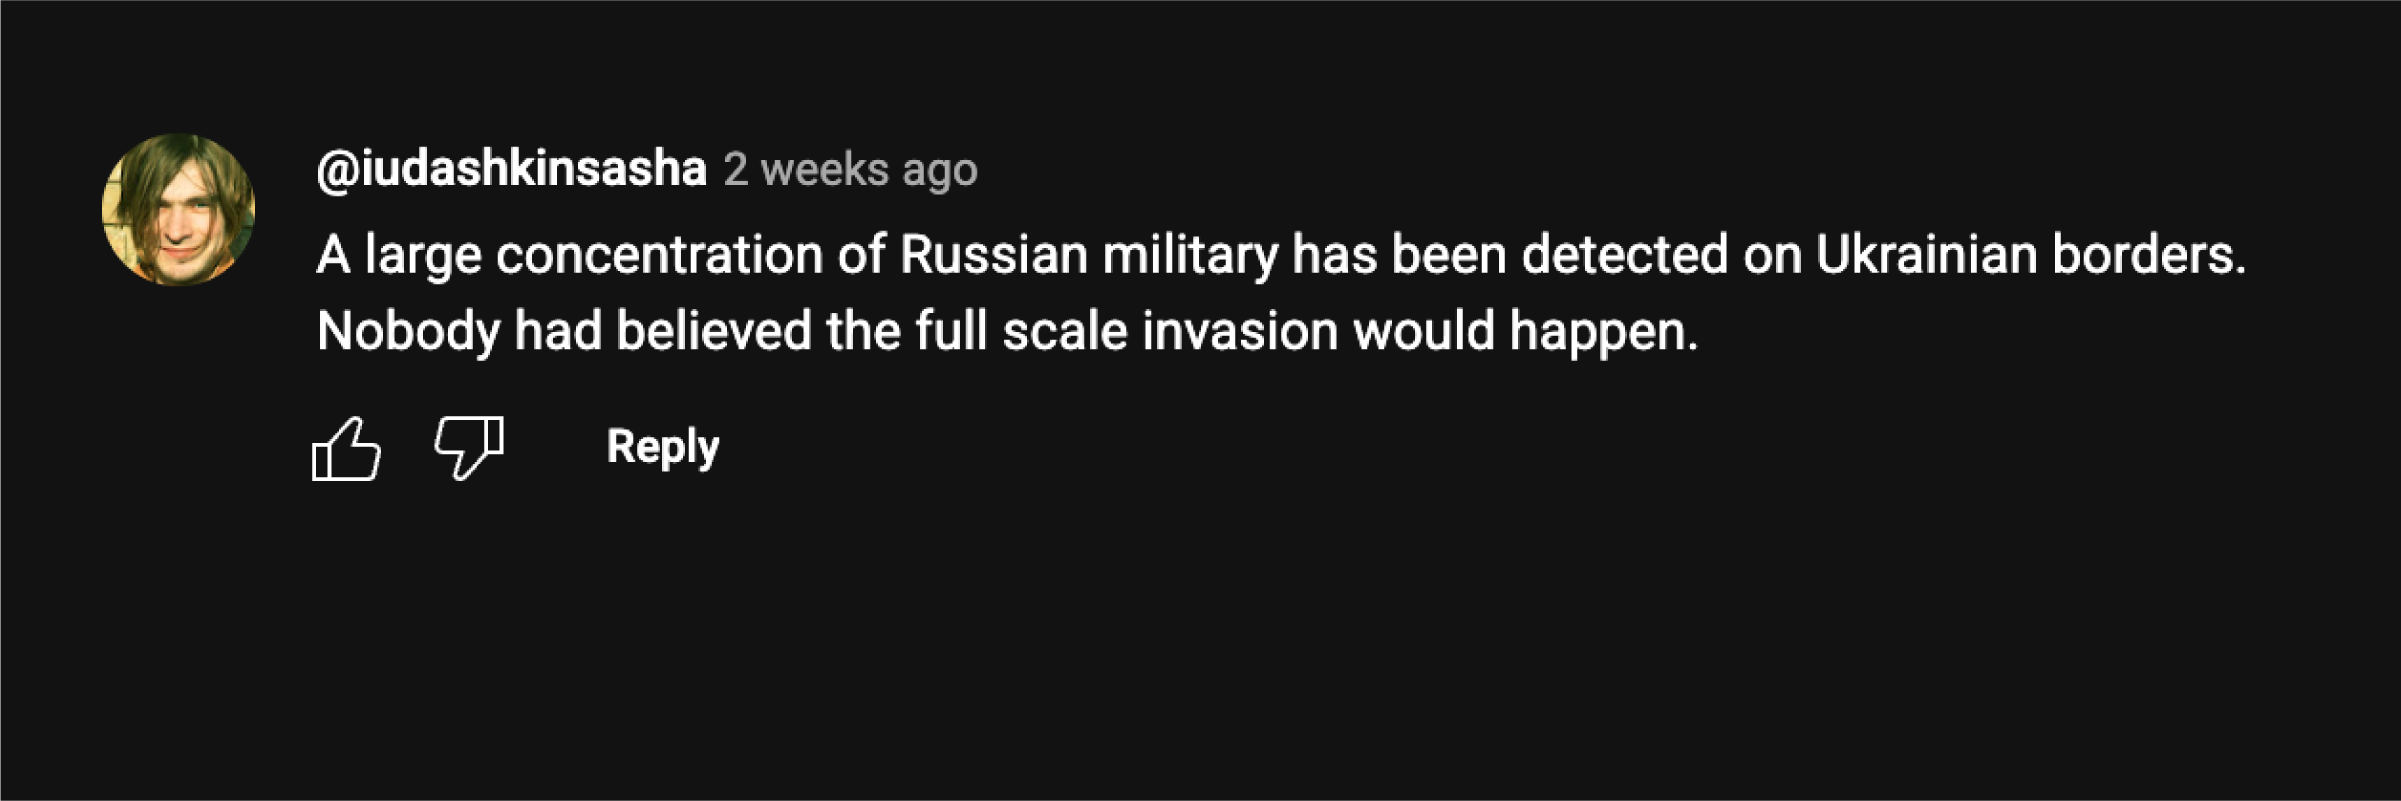 @iudashkinsasha 2 weeks ago
A large concentration of Russian military has been detected on Ukrainian borders.
Nobody had believed the full scale invasion would happen.
Reply